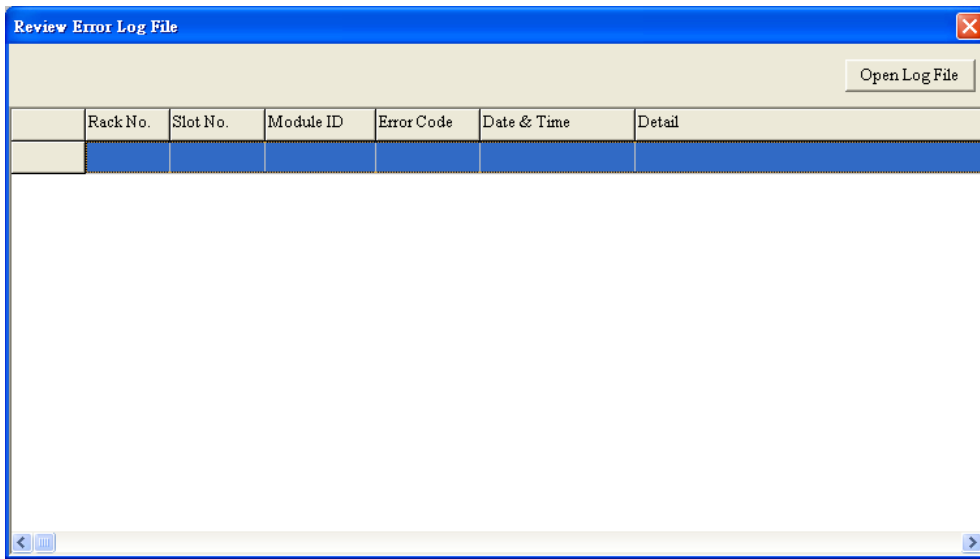 Review Error Log File
Open Log File
Rack No. Slot No. Module ID Error Code Date & Time Detail